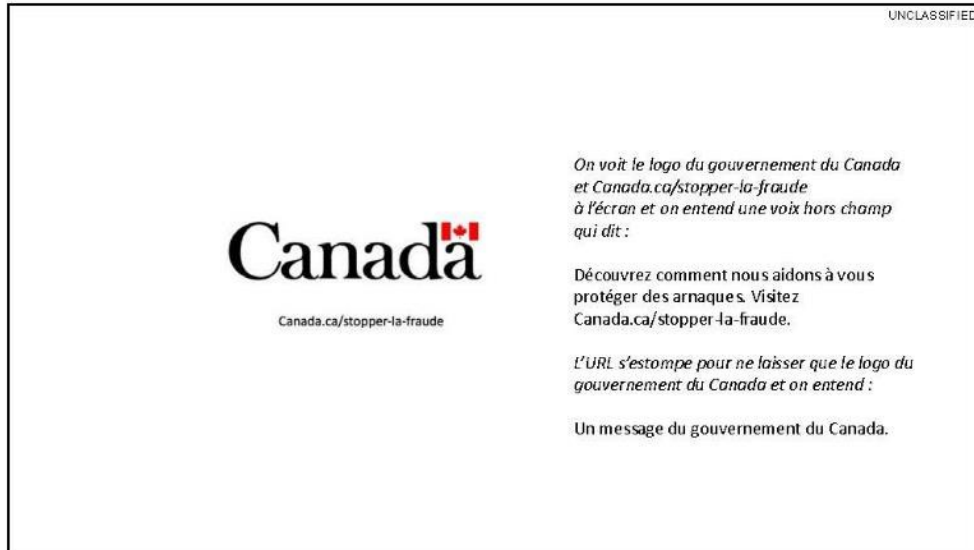 UNCLASSIFIED
Canada
Canada.ca/stopper-la-fraude
On voit le logo du gouvernement du Canada
et Canada.ca/stopper-la-fraude
à l'écran et on entend une voix hors champ
qui dit :
Découvrez comment nous aidons à vous
protéger des arnaques. Visitez
Canada.ca/stopper-la-fraude.
L'URL s'estompe pour ne laisser que le logo du
gouvernement du Canada et on entend :
Un message du gouvernement du Canada.